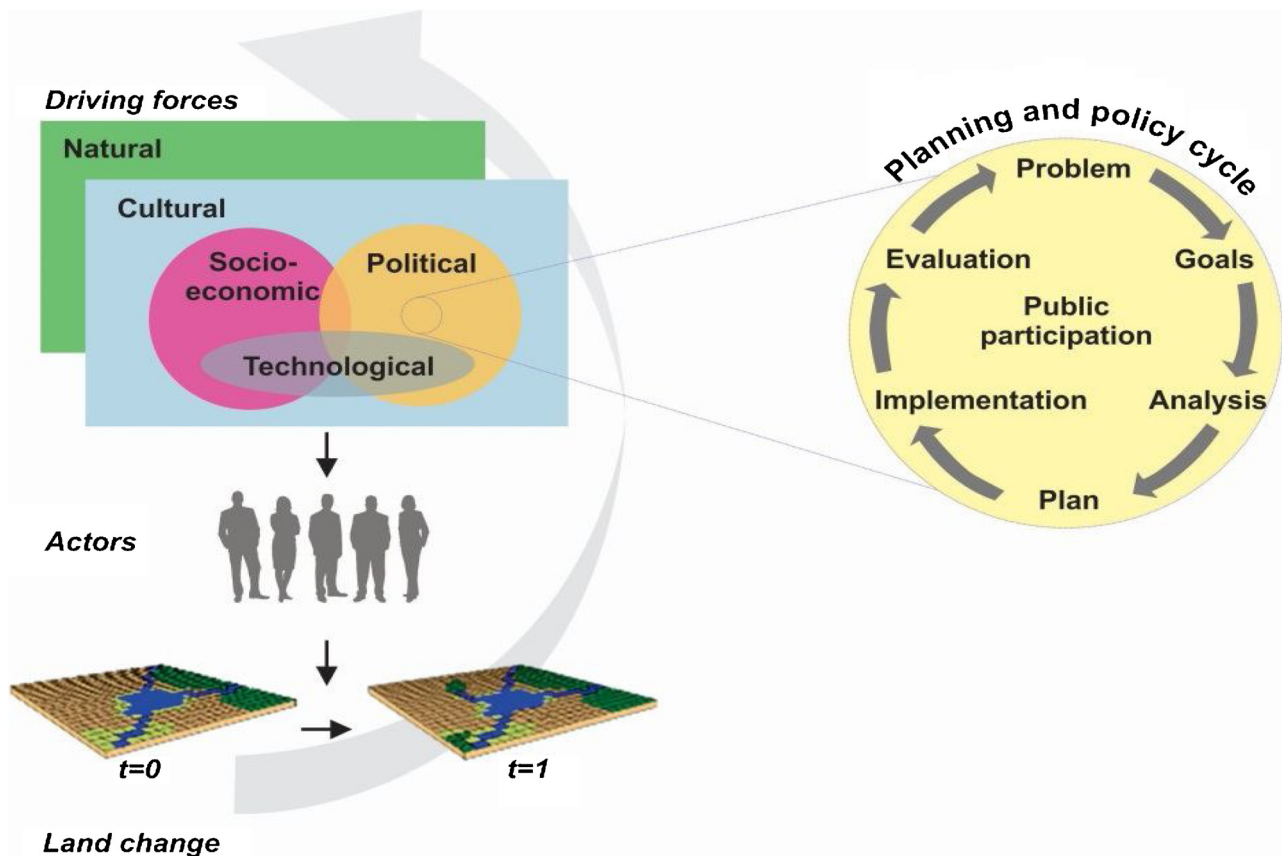 Driving forces
Natural
Cultural
Socio-
economic
Political
Technological
Actors
t=0
t=1
Land change
Planning and policy cycle
Problem
Goals
Analysis
Plan
Implementation
Evaluation
Public
participation